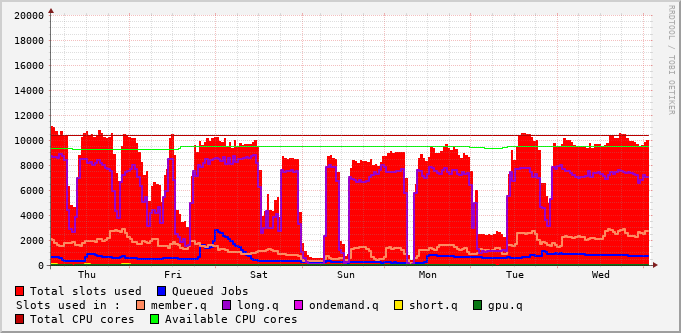 RRDTOOL / TOBI OETIKER
20000
18000
16000
14000
12000
10000
8000
6000
4000
2000
0
Thu Fri Sat Sun Mon Tue Wed
Total slots used Queued Jobs
Slots used in : member.q long.q ondemand.q short.q gpu.q
Total CPU cores Available CPU cores